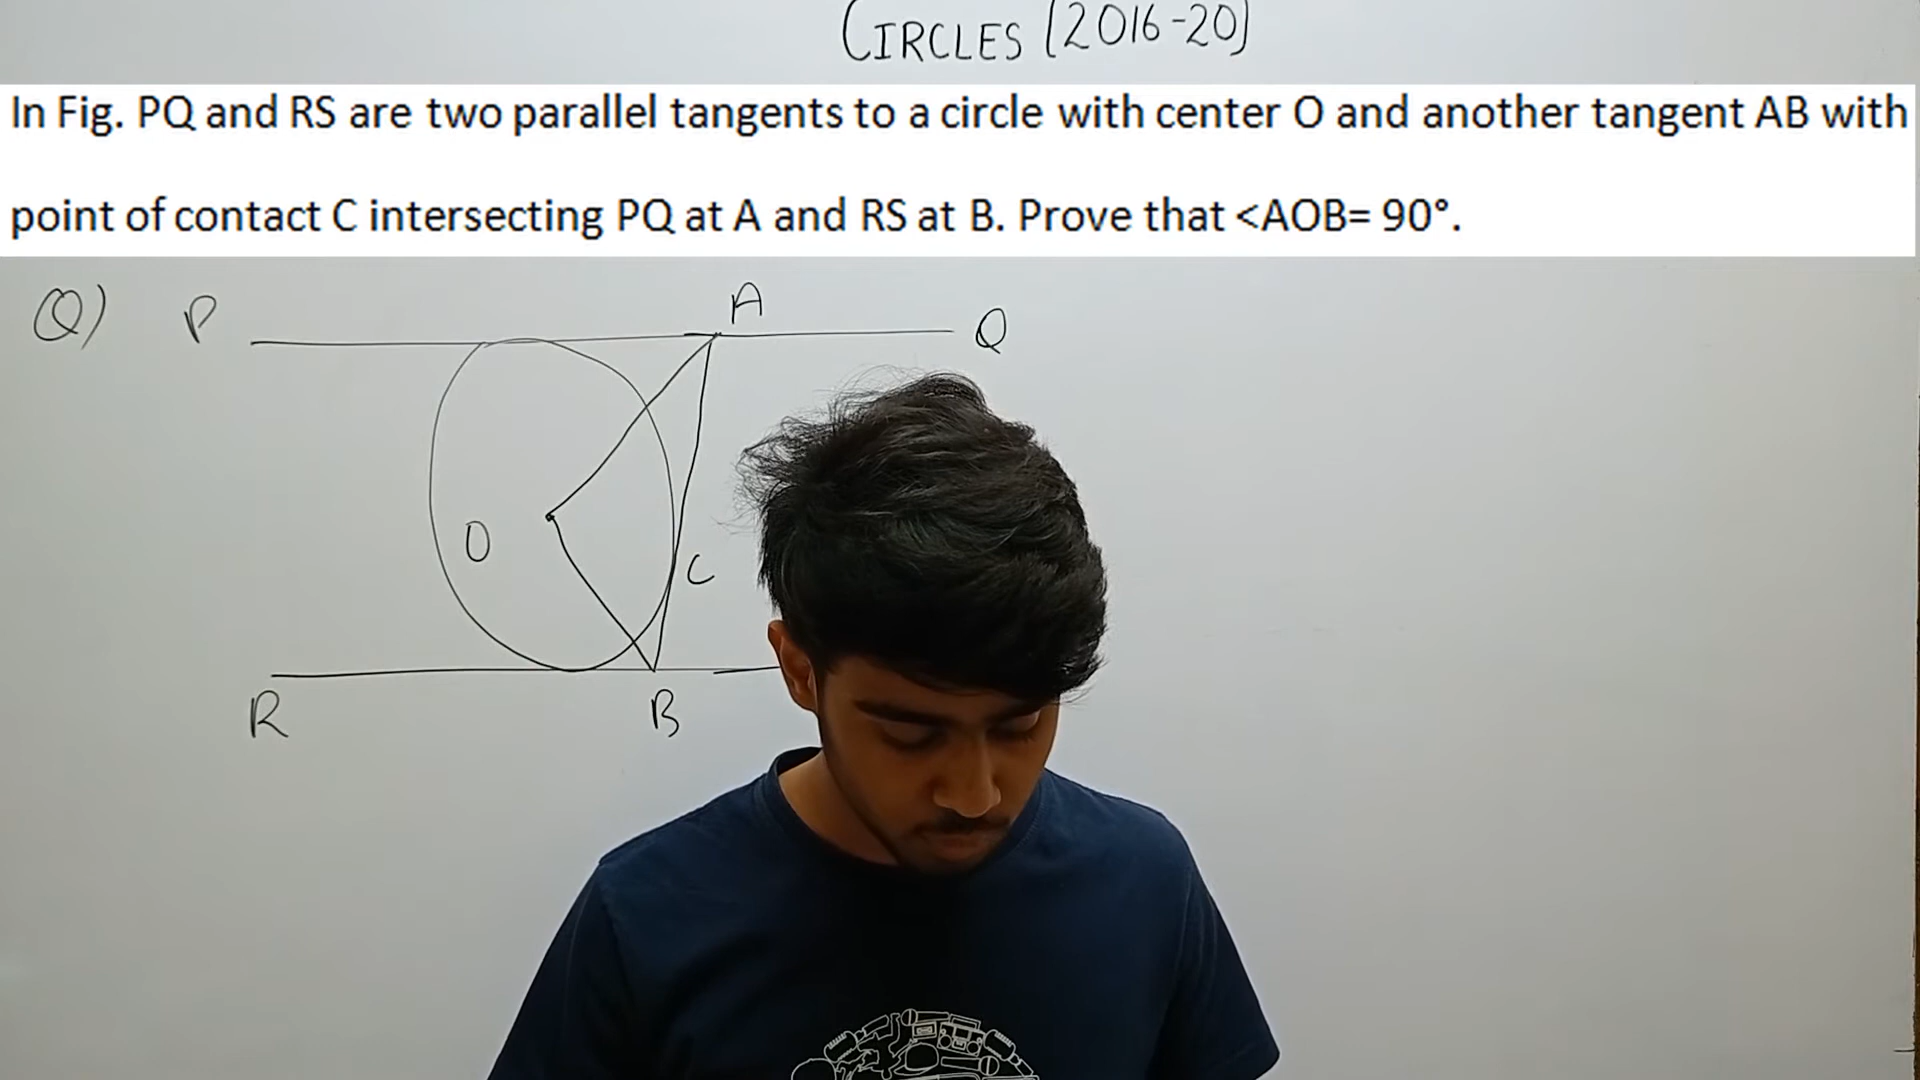 CIRCLES (2016-20)
In Fig. PQ and RS are two parallel tangents to a circle with center O and another tangent AB with
point of contact C intersecting PQ at A and RS at B. Prove that <AOB= 90°.
Q) P A Q
O C
R B